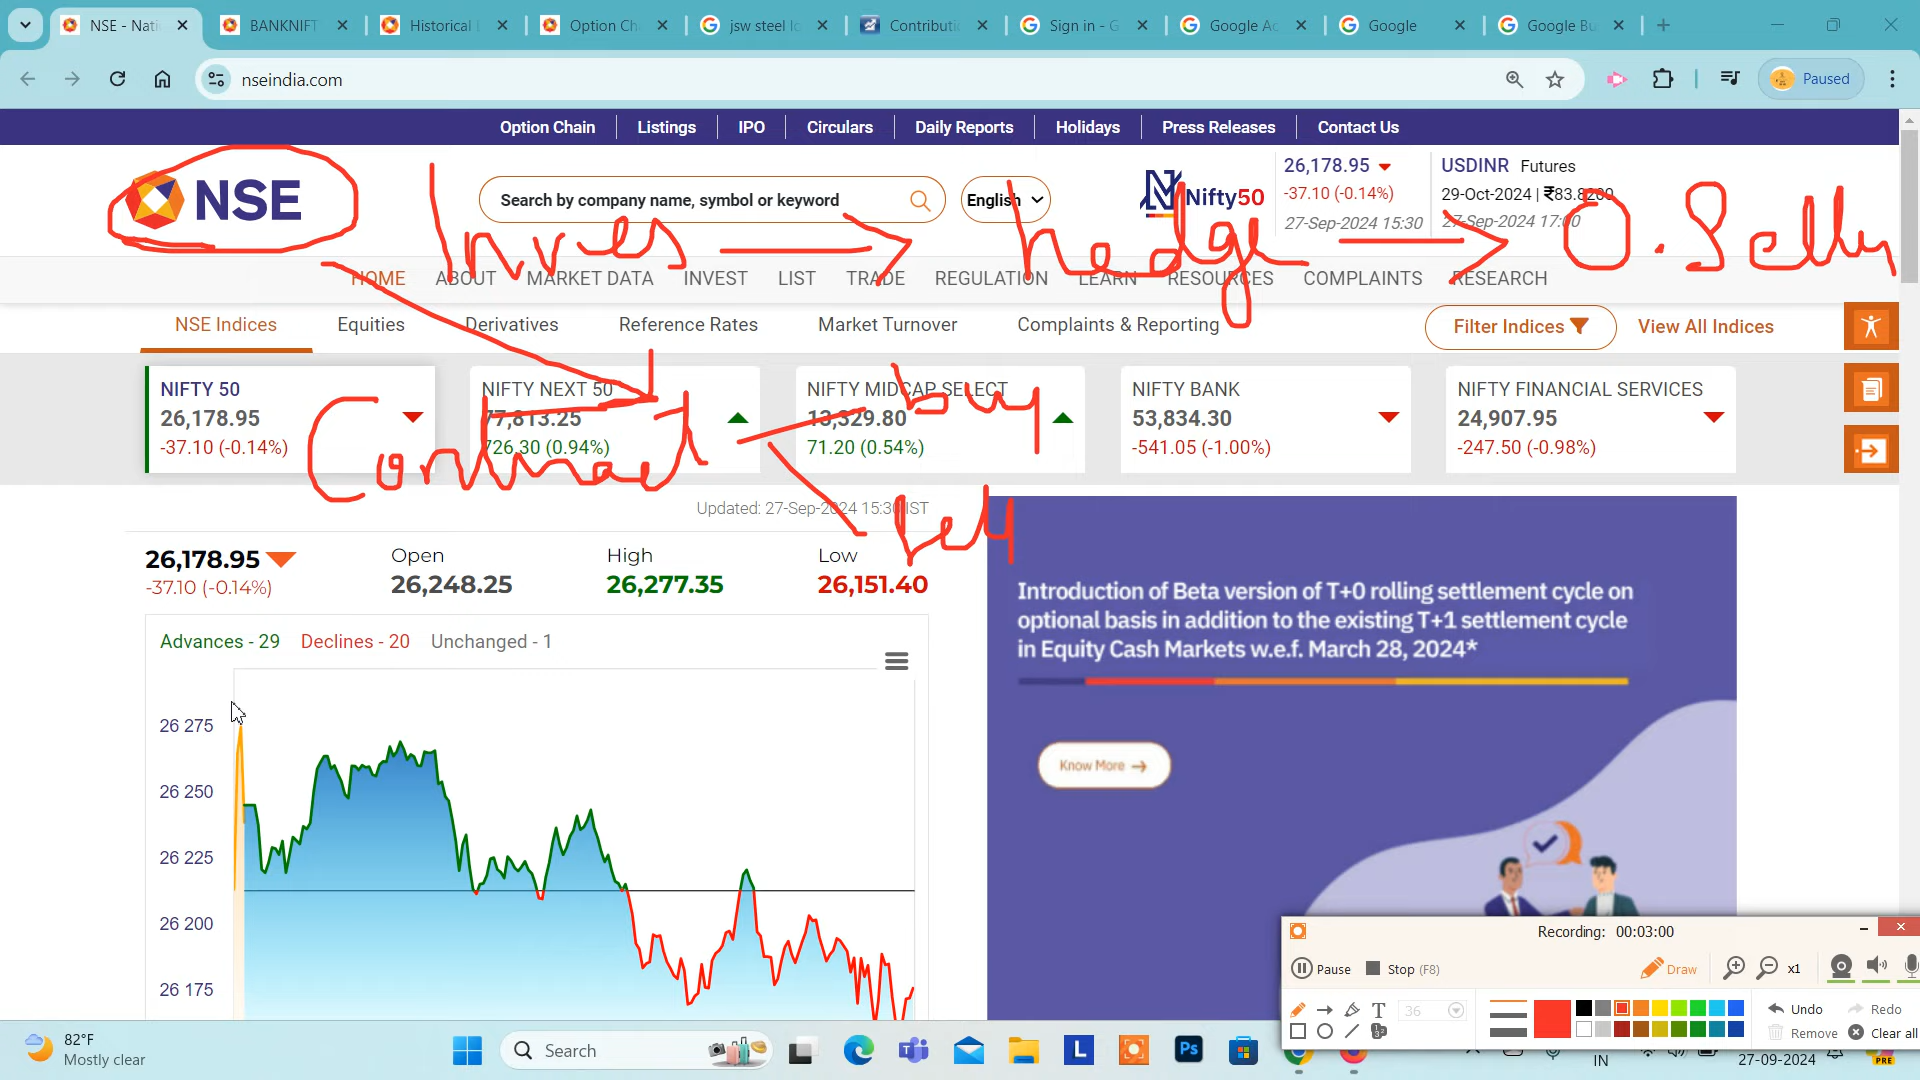 NSE - Nati
BANKNIFT
Historical
Option Ch
jsw steel lo
Contributi
Sign in - G
Google Ac
Google
Google Bu
nseindia.com
Paused
Option Chain
Listings
IPO
Circulars
Daily Reports
Holidays
Press Releases
Contact Us
NSE
Search by company name, symbol or keyword
English
Nifty50
26,178.95
-37.10 (-0.14%)
27-Sep-2024 15:30
USDINR Futures
29-Oct-2024 | ₹83.8200
27-Sep-2024 17:00
hedge
HOME
ABOUT
MARKET DATA
INVEST
LIST
TRADE
REGULATION
LEARN
RESOURCES
COMPLAINTS
RESEARCH
NSE Indices
Equities
Derivatives
Reference Rates
Market Turnover
Complaints & Reporting
Filter Indices
View All Indices
NIFTY 50
26,178.95
-37.10 (-0.14%)
NIFTY NEXT 50
77,813.25
726.30 (0.94%)
NIFTY MIDCAP SELECT
13,329.80
71.20 (0.54%)
NIFTY BANK
53,834.30
-541.05 (-1.00%)
NIFTY FINANCIAL SERVICES
24,907.95
-247.50 (-0.98%)
Contract
buy
Updated: 27-Sep-2024 15:30 IST
26,178.95
-37.10 (-0.14%)
Open
26,248.25
High
26,277.35
Low
26,151.40
Advances - 29
Declines - 20
Unchanged - 1
26 275
26 250
26 225
26 200
26 175
Introduction of Beta version of T+0 rolling settlement cycle on
optional basis in addition to the existing T+1 settlement cycle
in Equity Cash Markets w.e.f. March 28, 2024*
Know More
Recording: 00:03:00
Pause
Stop (F8)
Draw
x1
T
36
Undo
Redo
Remove
Clear all
82°F
Mostly clear
Search
L
Ps
IN
27-09-2024
PRE